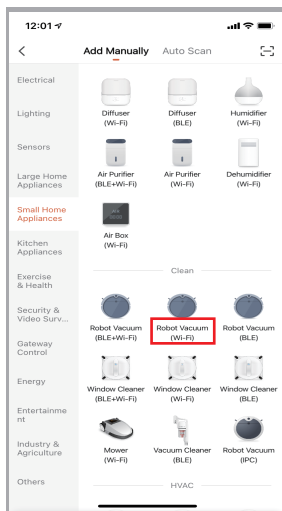 12:01
Add Manually
Auto Scan
Electrical
Lighting
Sensors
Large Home
Appliances
Small Home
Appliances
Kitchen
Appliances
Exercise
& Health
Security &
Video Surv...
Gateway
Control
Energy
Entertainme
nt
Industry &
Agriculture
Others
Diffuser
(Wi-Fi)
Diffuser
(BLE)
Humidifier
(Wi-Fi)
Air Purifier
(BLE+Wi-Fi)
Air Purifier
(Wi-Fi)
Dehumidifier
(Wi-Fi)
Air Box
(Wi-Fi)
Clean
Robot Vacuum
(BLE+Wi-Fi)
Robot Vacuum
(Wi-Fi)
Robot Vacuum
(BLE)
Window Cleaner
(BLE+Wi-Fi)
Window Cleaner
(Wi-Fi)
Window Cleaner
(BLE)
Mower
(Wi-Fi)
Vacuum Cleaner
(BLE)
Robot Vacuum
(IPC)
HVAC